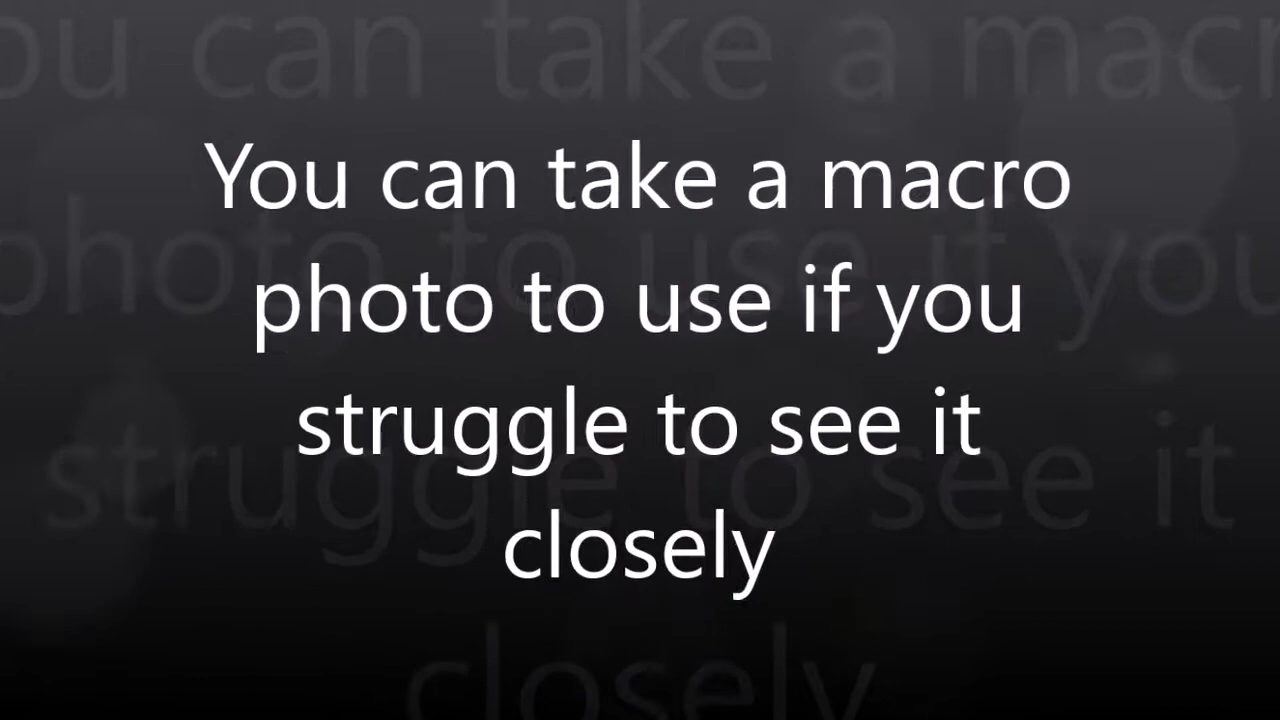 You can take a macro
photo to use if you
struggle to see it
closely